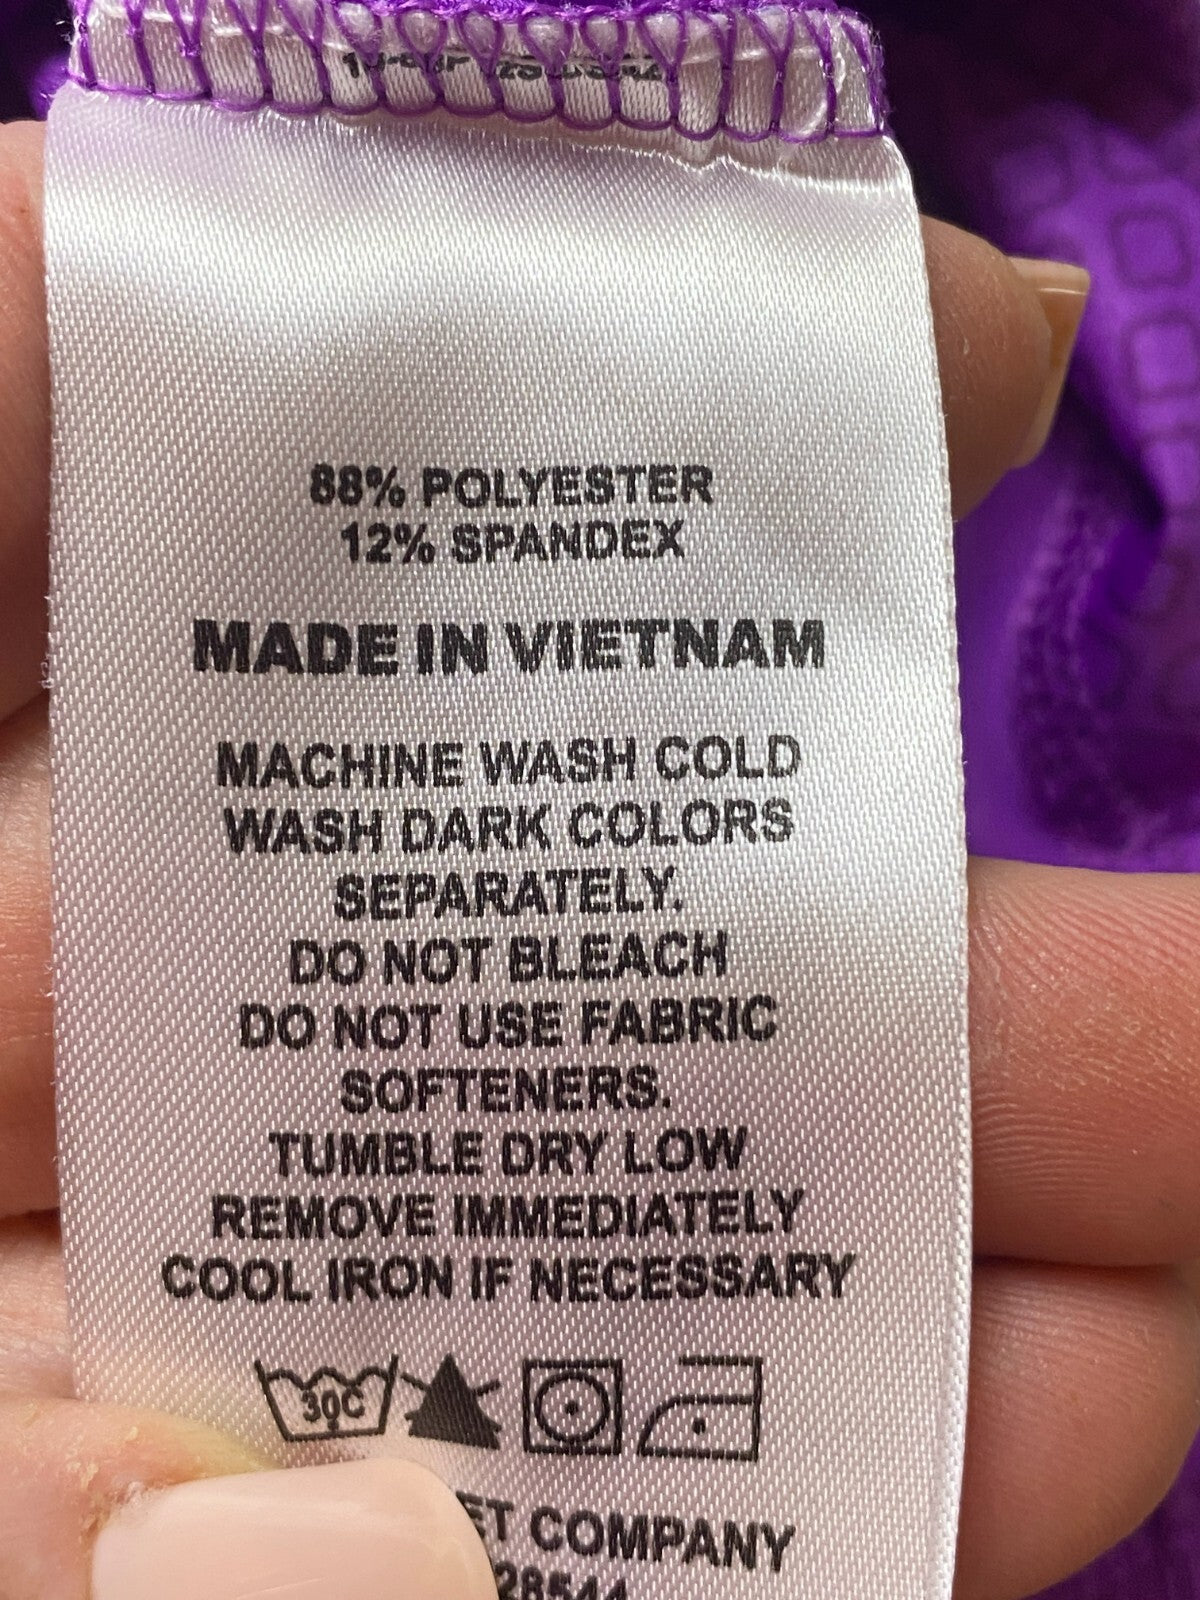 88% POLYESTER
12% SPANDEX
MADE IN VIETNAM
MACHINE WASH COLD
WASH DARK COLORS
SEPARATELY.
DO NOT BLEACH
DO NOT USE FABRIC
SOFTENERS.
TUMBLE DRY LOW
REMOVE IMMEDIATELY
COOL IRON IF NECESSARY
30C
COMPANY
28544